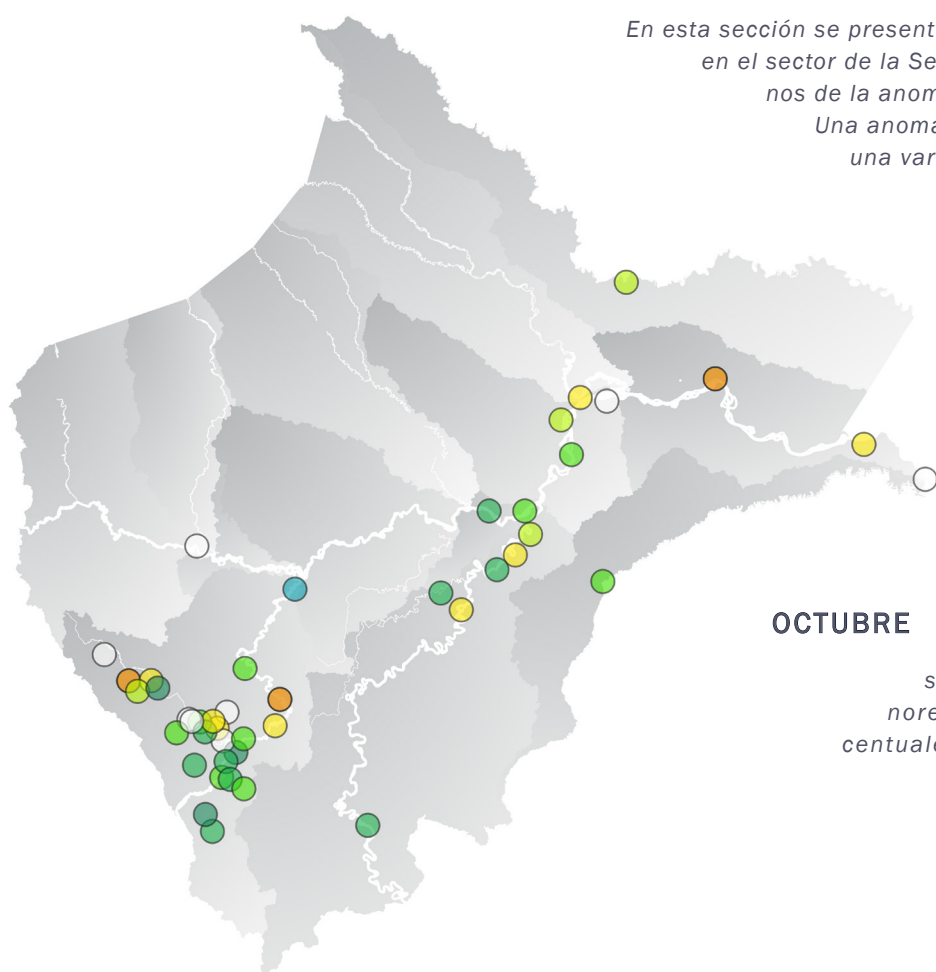 En esta sección se present
en el sector de la Se
nos de la anom
Una anoma
una var
OCTUBRE
s
nore
centuale